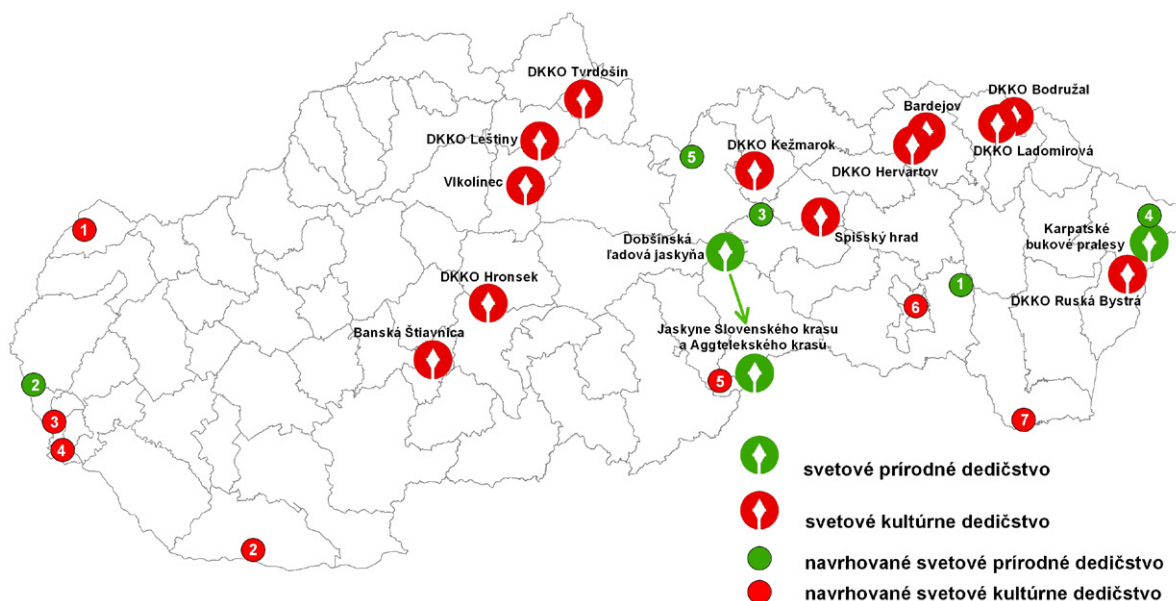 DKKO Tvrdošín
DKKO Bodružal
Bardejov
DKKO Leštiny
DKKO Kežmarok
DKKO Ladomirová
5
DKKO Hervartov
Vlkolínec
3
4
1
Spišský hrad
Karpatské
bukové pralesy
Dobšinská
ľadová jaskyňa
DKKO Hronsek
1
DKKO Ruská Bystrá
6
Banská Štiavnica
Jaskyne Slovenského krasu
a Aggtelekského krasu
2
5
3
7
4
svetové prírodné dedičstvo
svetové kultúrne dedičstvo
2
navrhované svetové prírodné dedičstvo
navrhované svetové kultúrne dedičstvo